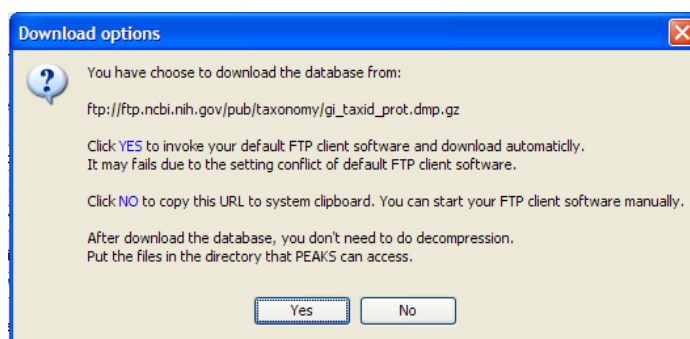 Download options
You have choose to download the database from:
ftp://ftp.ncbi.nih.gov/pub/taxonomy/gi_taxid_prot.dmp.gz
Click YES to invoke your default FTP client software and download automaticlly.
It may fails due to the setting conflict of default FTP client software.
Click NO to copy this URL to system clipboard. You can start your FTP client software manually.
After download the database, you don't need to do decompression.
Put the files in the directory that PEAKS can access.
Yes No